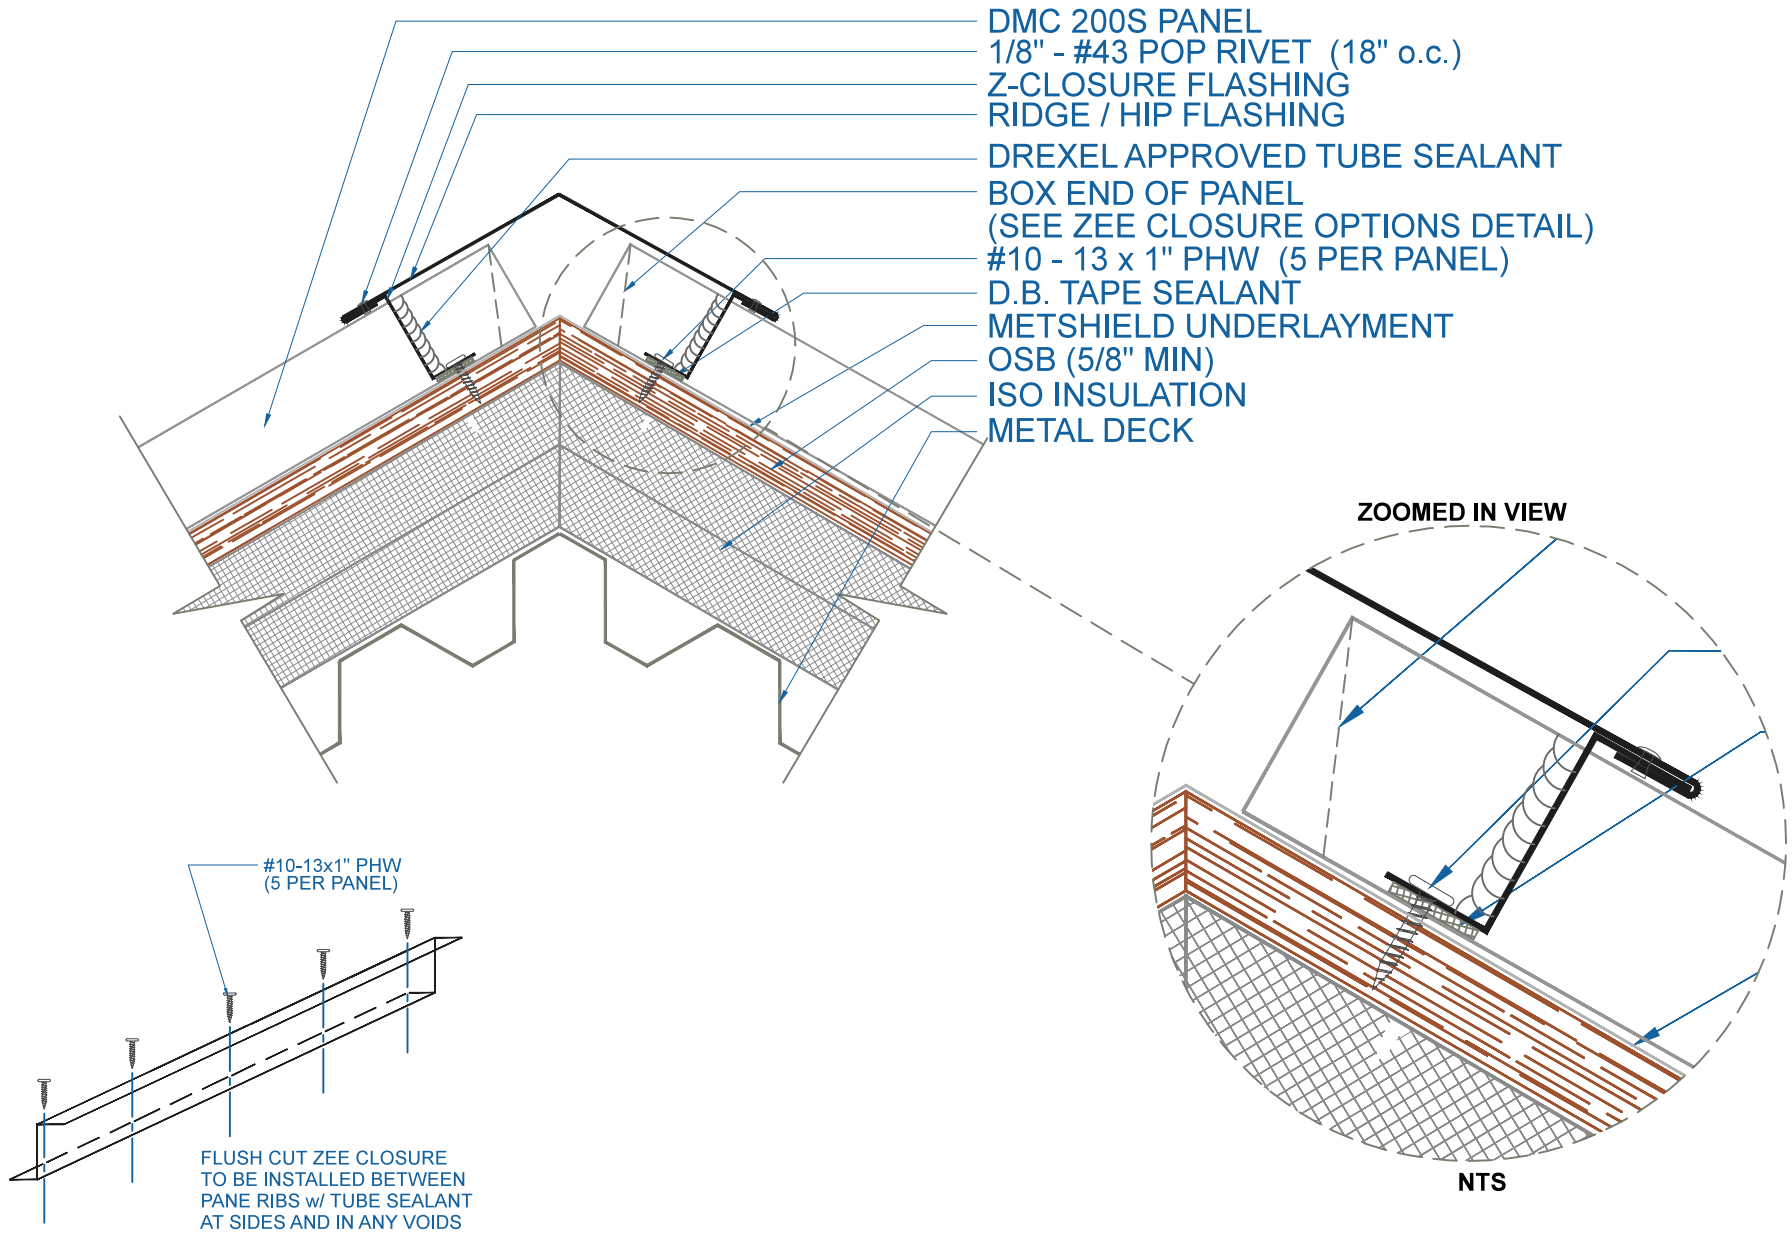 DMC 200S PANEL
1/8" - #43 POP RIVET (18" o.c.)
Z-CLOSURE FLASHING
RIDGE / HIP FLASHING
DREXEL APPROVED TUBE SEALANT
BOX END OF PANEL
(SEE ZEE CLOSURE OPTIONS DETAIL)
#10 - 13 x 1" PHW (5 PER PANEL)
D.B. TAPE SEALANT
METSHIELD UNDERLAYMENT
OSB (5/8" MIN)
ISO INSULATION
METAL DECK
ZOOMED IN VIEW
NTS
#10-13x1" PHW
(5 PER PANEL)
FLUSH CUT ZEE CLOSURE
TO BE INSTALLED BETWEEN
PANE RIBS w/ TUBE SEALANT
AT SIDES AND IN ANY VOIDS